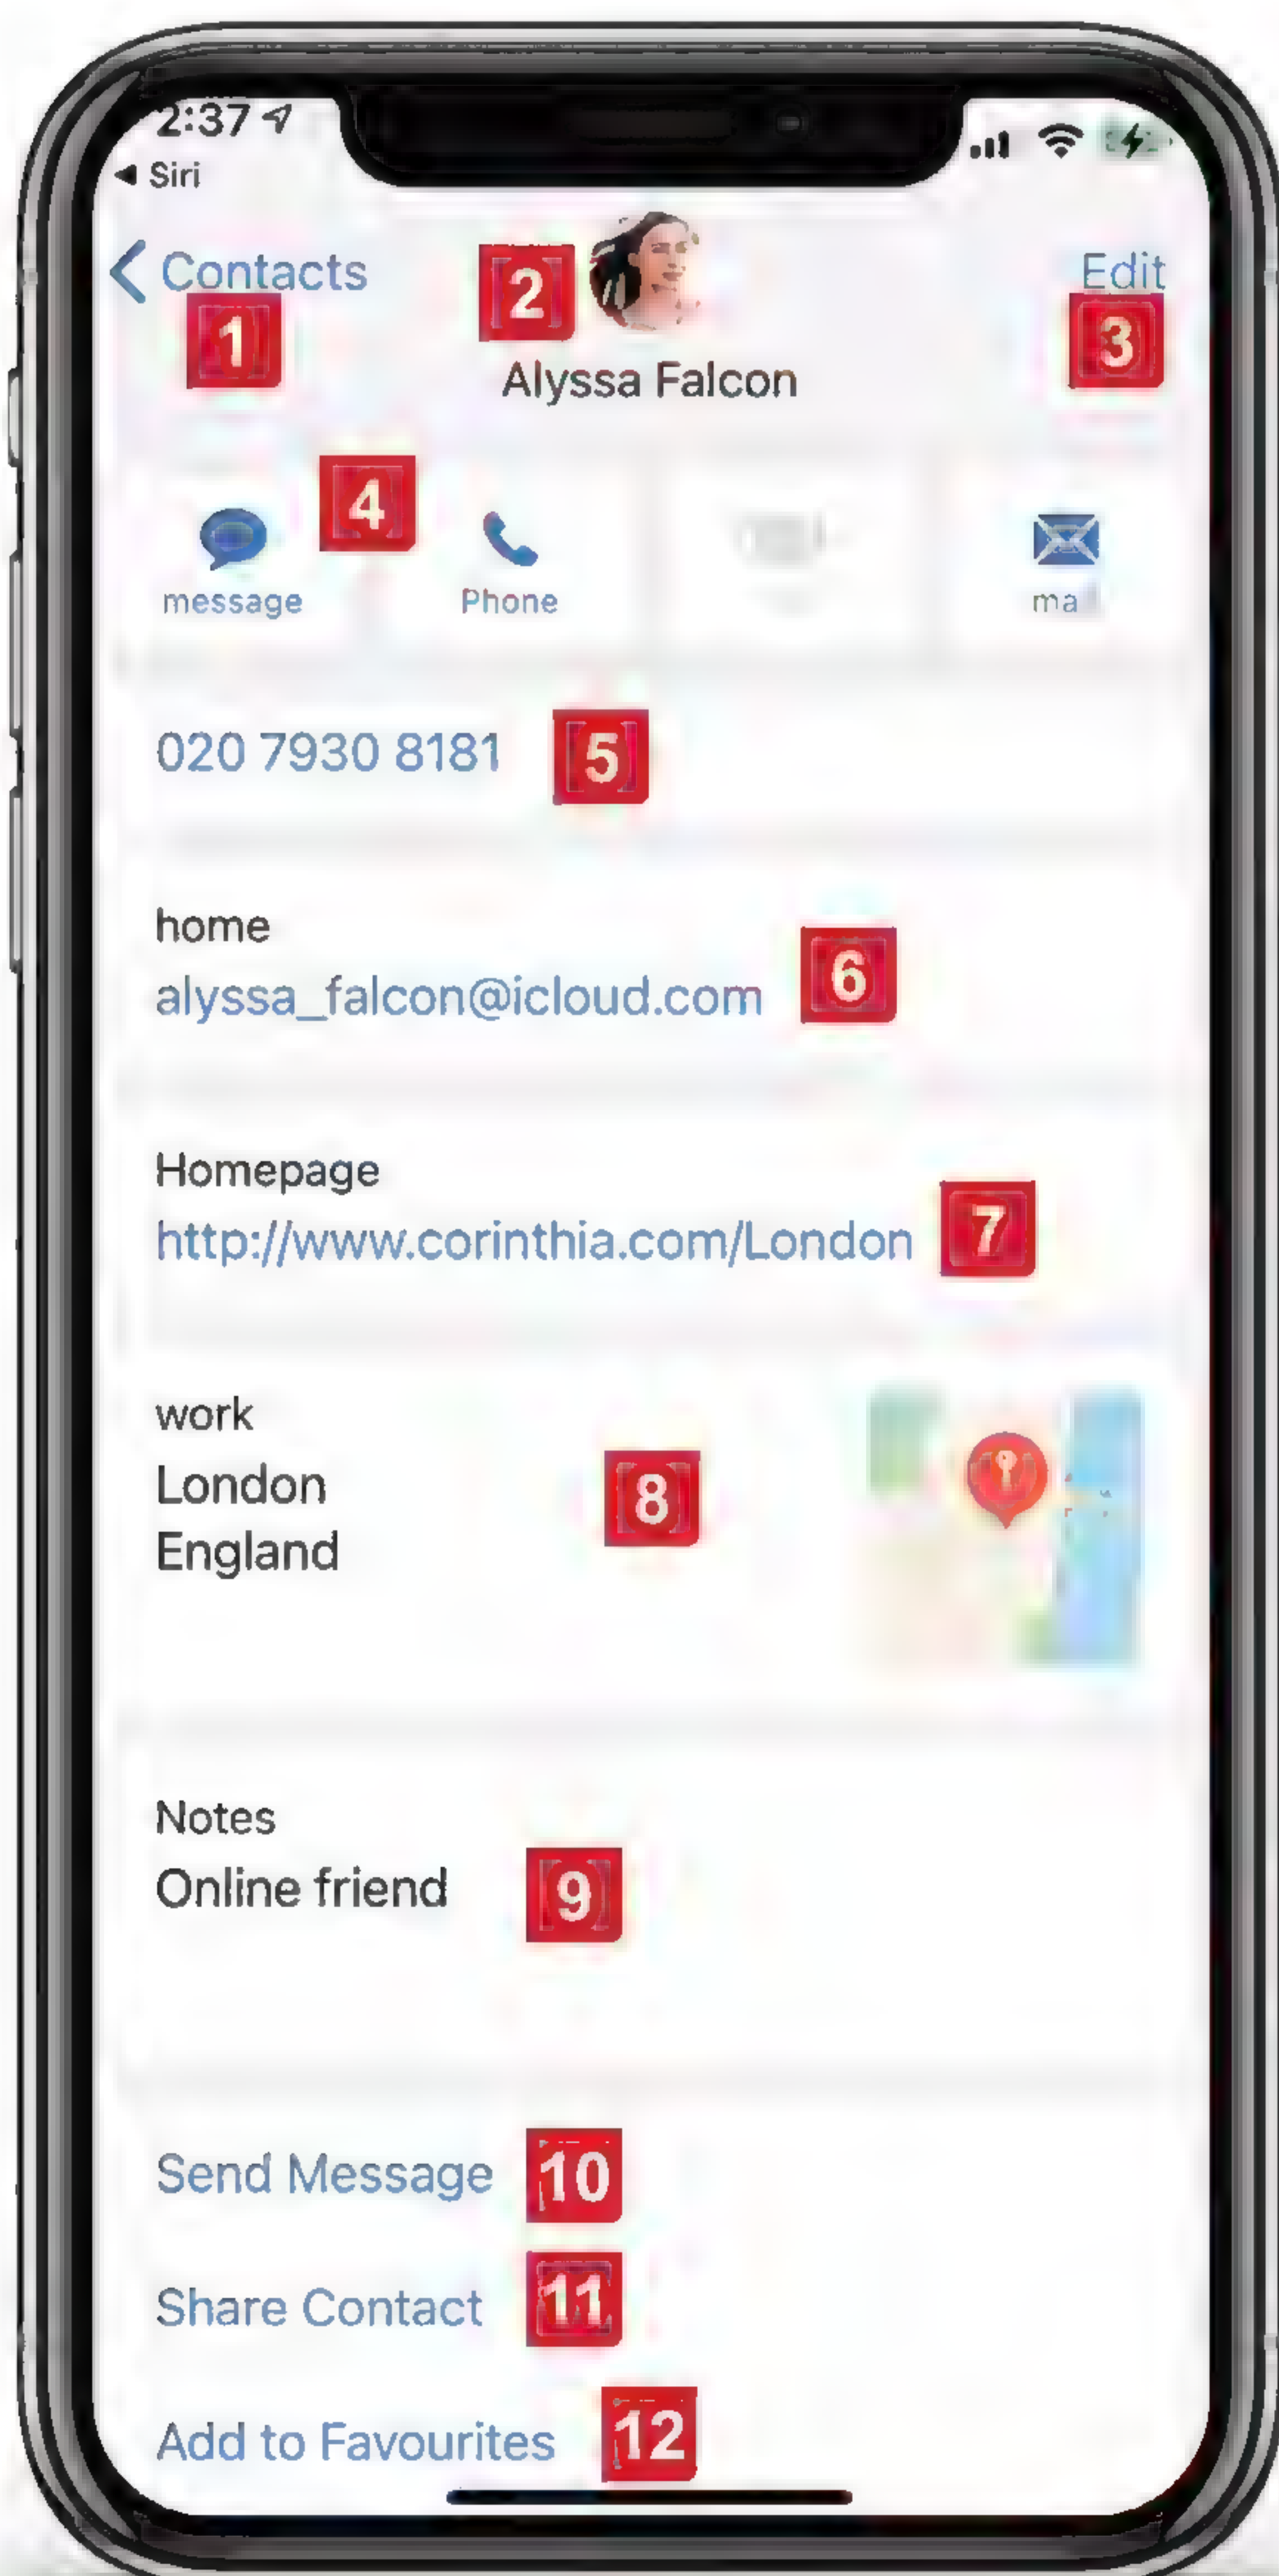 2:37
Siri
Contacts
2
Edit
1
3
Alyssa Falcon
4
message
Phone
020 7930 8181
5
home
alyssa_falcon@icloud.com
6
Homepage
http://www.corinthia.com/London
7
work
London
England
8
Notes
Online friend
9
Send Message
10
Share Contact
11
Add to Favourites
12